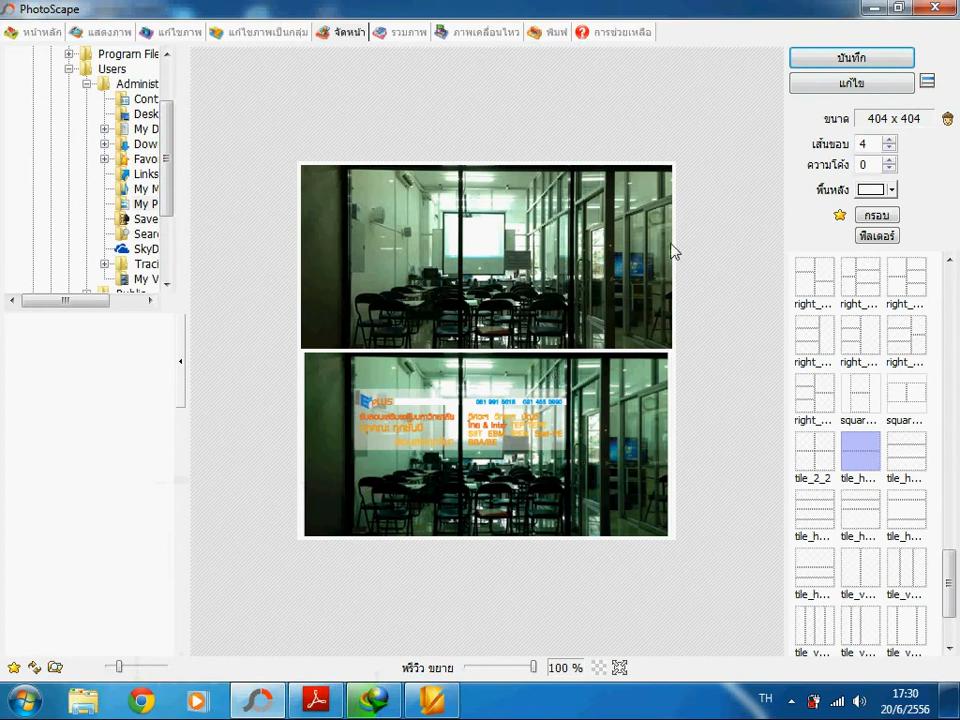 PhotoScape
หน้าหลัก แสดงภาพ แก้ไขภาพ แก้ไขภาพเป็นกลุ่ม จัดหน้า รวมภาพ ภาพเคลื่อนไหว พิมพ์ การช่วยเหลือ
Program File
Users
Administ
Cont
Desk
My D
Dow
Favo
Links
My M
My P
Save
Sear
SkyD
Traci
My V
บันทึก
แก้ไข
ขนาด 404 x 404
เส้นขอบ 4
ความโค้ง 0
พื้นหลัง
กรอบ
ฟิลเตอร์
right_... right_... right_...
right_... right_... right_...
right_... squar... squar...
tile_2_2 tile_h... tile_h...
tile_h... tile_h... tile_h...
tile_h... tile_v... tile_v...
tile_v... tile_v... tile_v...
พรีวิว ขยาย 100 %
TH 17:30
20/6/2556